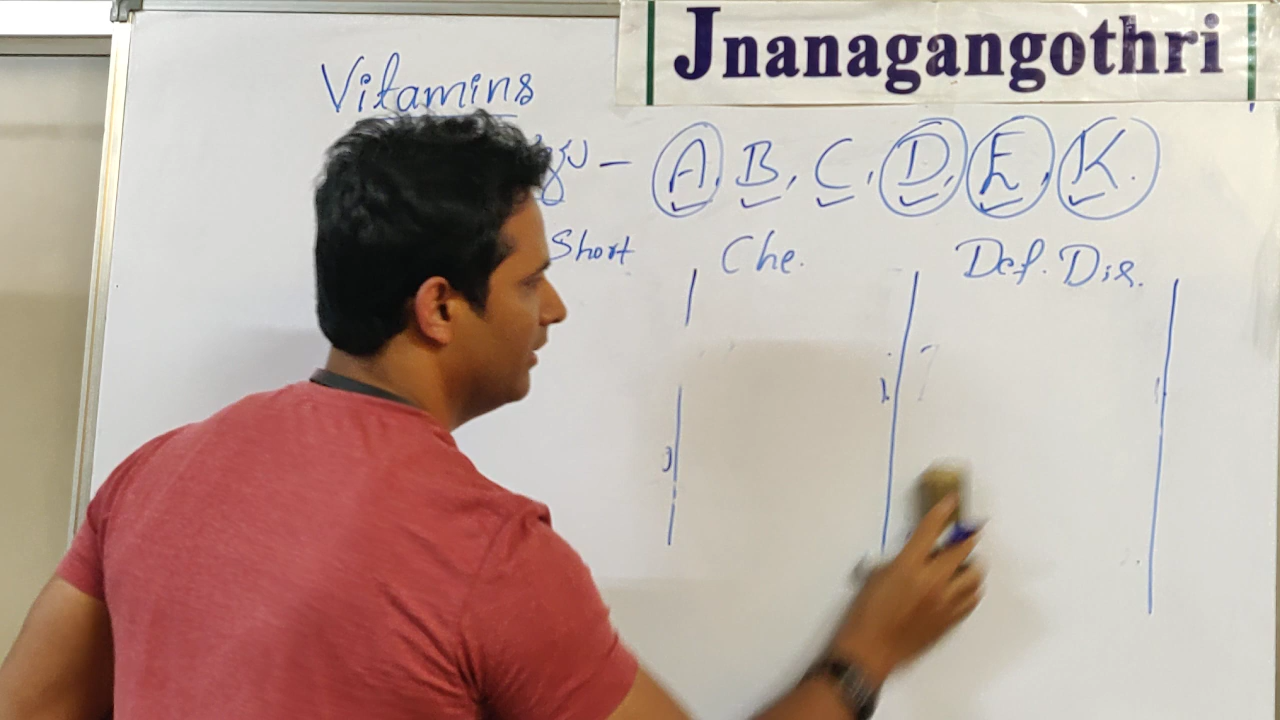 Jnanagangothri
Vitamins
– A, B, C, D, E, K.
Short Che. Def. Dis.